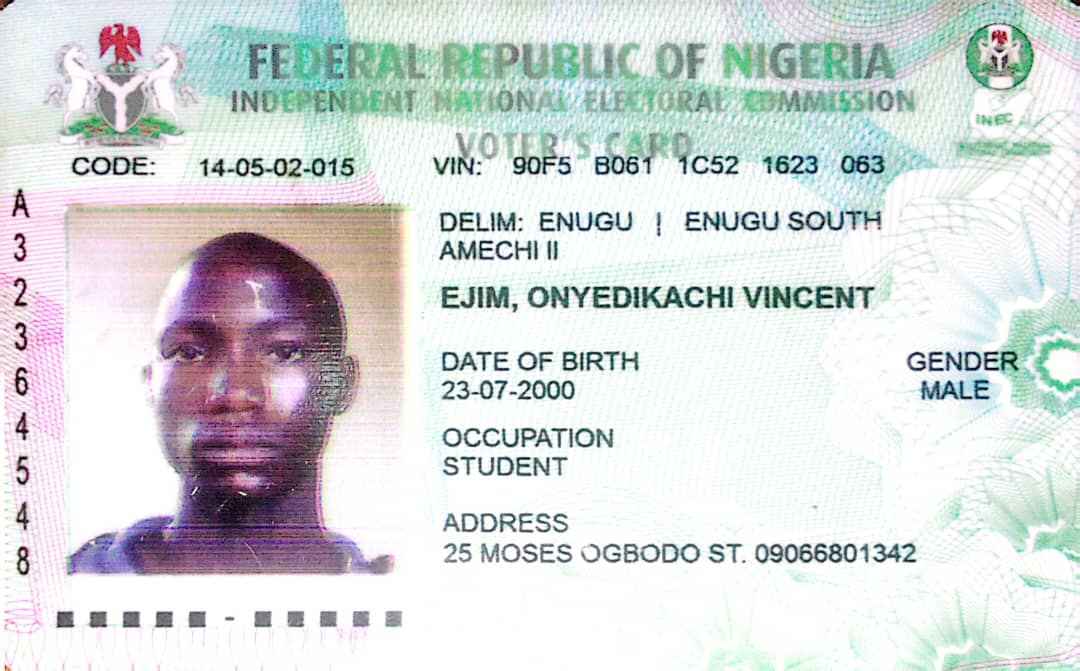 FEDERAL REPUBLIC OF NIGERIA
INDEPENDENT NATIONAL ELECTORAL COMMISSION
VOTER'S CARD
INEC
CODE: 14-05-02-015
VIN: 90F5 B061 1C52 1623 063
A
3
2
3
6
4
5
4
8
DELIM: ENUGU | ENUGU SOUTH
AMECHI II
EJIM, ONYEDIKACHI VINCENT
DATE OF BIRTH
23-07-2000
GENDER
MALE
OCCUPATION
STUDENT
ADDRESS
25 MOSES OGBODO ST. 09066801342